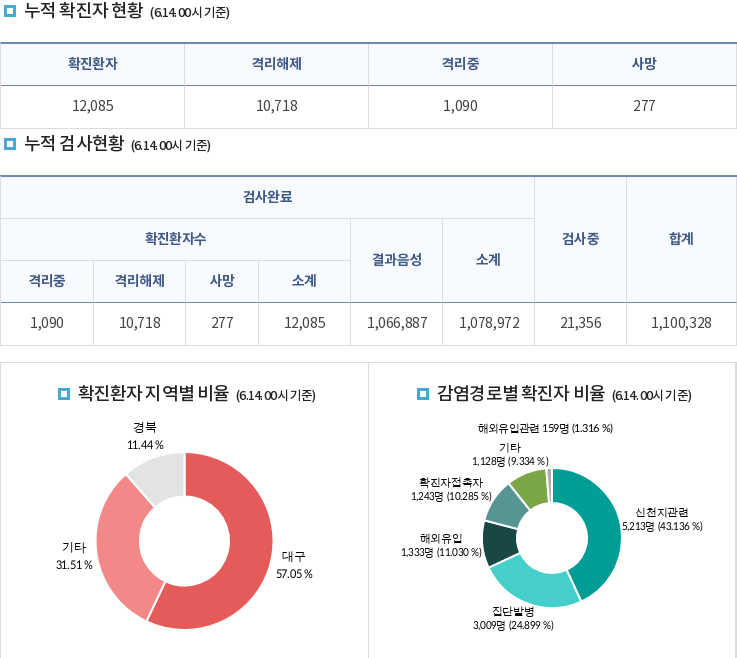 누적 확진자 현황 (6.14. 00시 기준)
확진환자 격리해제 격리중 사망
12,085 10,718 1,090 277
누적 검사현황 (6.14. 00시 기준)
검사완료 검사중 합계
확진환자수 결과음성 소계
격리중 격리해제 사망 소계
1,090 10,718 277 12,085 1,066,887 1,078,972 21,356 1,100,328
확진환자 지역별 비율 (6.14. 00시 기준)
경북
11.44 %
기타
31.51 %
대구
57.05 %
감염경로별 확진자 비율 (6.14. 00시 기준)
해외유입관련 159명 (1.316 %)
기타
1,128명 (9.334 %)
확진자접촉자
1,243명 (10.285 %)
신천지관련
5,213명 (43.136 %)
해외유입
1,333명 (11.030 %)
집단발병
3,009명 (24.899 %)